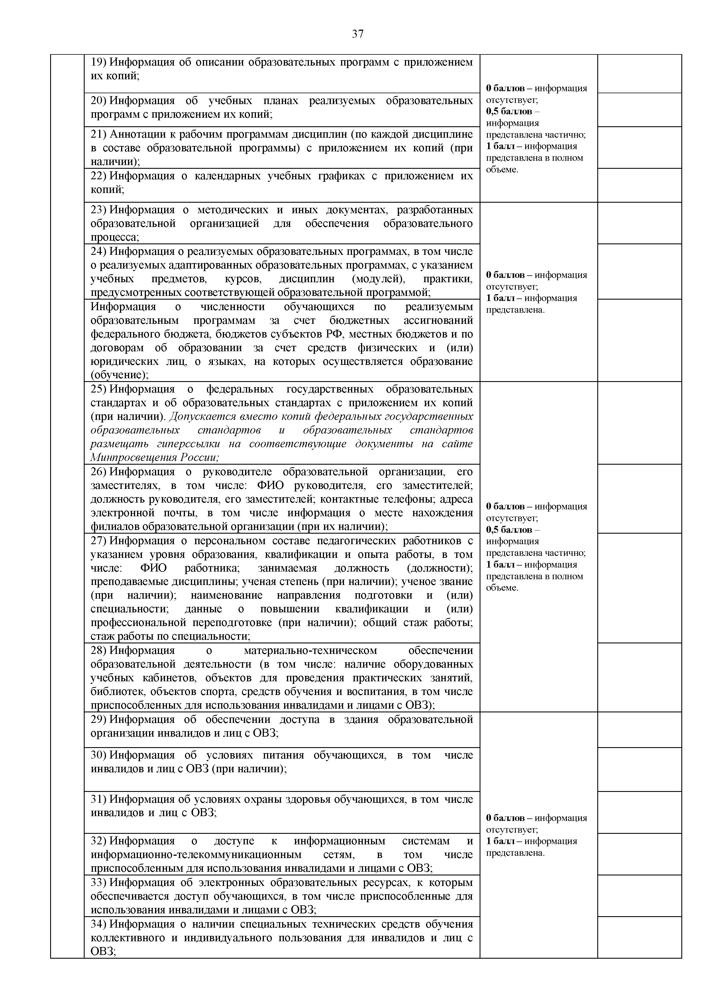 37
19) Информация об описании образовательных программ с приложением
их копий;
20) Информация об учебных планах реализуемых образовательных
программ с приложением их копий;
21) Аннотации к рабочим программам дисциплин (по каждой дисциплине
в составе образовательной программы) с приложением их копий (при
наличии);
22) Информация о календарных учебных графиках с приложением их
копий;
0 баллов – информация
отсутствует;
0,5 баллов –
информация
представлена частично;
1 балл – информация
представлена в полном
объеме.
23) Информация о методических и иных документах, разработанных
образовательной организацией для обеспечения образовательного
процесса;
24) Информация о реализуемых образовательных программах, в том числе
о реализуемых адаптированных образовательных программах, с указанием
учебных предметов, курсов, дисциплин (модулей), практики,
предусмотренных соответствующей образовательной программой;
Информация о численности обучающихся по реализуемым
образовательным программам за счет бюджетных ассигнований
федерального бюджета, бюджетов субъектов РФ, местных бюджетов и по
договорам об образовании за счет средств физических и (или)
юридических лиц, о языках, на которых осуществляется образование
(обучение);
0 баллов – информация
отсутствует;
1 балл – информация
представлена.
25) Информация о федеральных государственных образовательных
стандартах и об образовательных стандартах с приложением их копий
(при наличии). Допускается вместо копий федеральных государственных
образовательных стандартов и образовательных стандартов
размещать гиперссылки на соответствующие документы на сайте
Минпросвещения России;
26) Информация о руководителе образовательной организации, его
заместителях, в том числе: ФИО руководителя, его заместителей;
должность руководителя, его заместителей; контактные телефоны; адреса
электронной почты, в том числе информация о месте нахождения
филиалов образовательной организации (при их наличии);
27) Информация о персональном составе педагогических работников с
указанием уровня образования, квалификации и опыта работы, в том
числе: ФИО работника; занимаемая должность (должности);
преподаваемые дисциплины; ученая степень (при наличии); ученое звание
(при наличии); наименование направления подготовки и (или)
специальности; данные о повышении квалификации и (или)
профессиональной переподготовке (при наличии); общий стаж работы;
стаж работы по специальности;
28) Информация о материально-техническом обеспечении
образовательной деятельности (в том числе: наличие оборудованных
учебных кабинетов, объектов для проведения практических занятий,
библиотек, объектов спорта, средств обучения и воспитания, в том числе
приспособленных для использования инвалидами и лицами с ОВЗ);
0 баллов – информация
отсутствует;
0,5 баллов –
информация
представлена частично;
1 балл – информация
представлена в полном
объеме.
29) Информация об обеспечении доступа в здания образовательной
организации инвалидов и лиц с ОВЗ;
30) Информация об условиях питания обучающихся, в том числе
инвалидов и лиц с ОВЗ (при наличии);
31) Информация об условиях охраны здоровья обучающихся, в том числе
инвалидов и лиц с ОВЗ;
32) Информация о доступе к информационным системам и
информационно-телекоммуникационным сетям, в том числе
приспособленным для использования инвалидами и лицами с ОВЗ;
33) Информация об электронных образовательных ресурсах, к которым
обеспечивается доступ обучающихся, в том числе приспособленные для
использования инвалидами и лицами с ОВЗ;
34) Информация о наличии специальных технических средств обучения
коллективного и индивидуального пользования для инвалидов и лиц с
ОВЗ;
0 баллов – информация
отсутствует;
1 балл – информация
представлена.